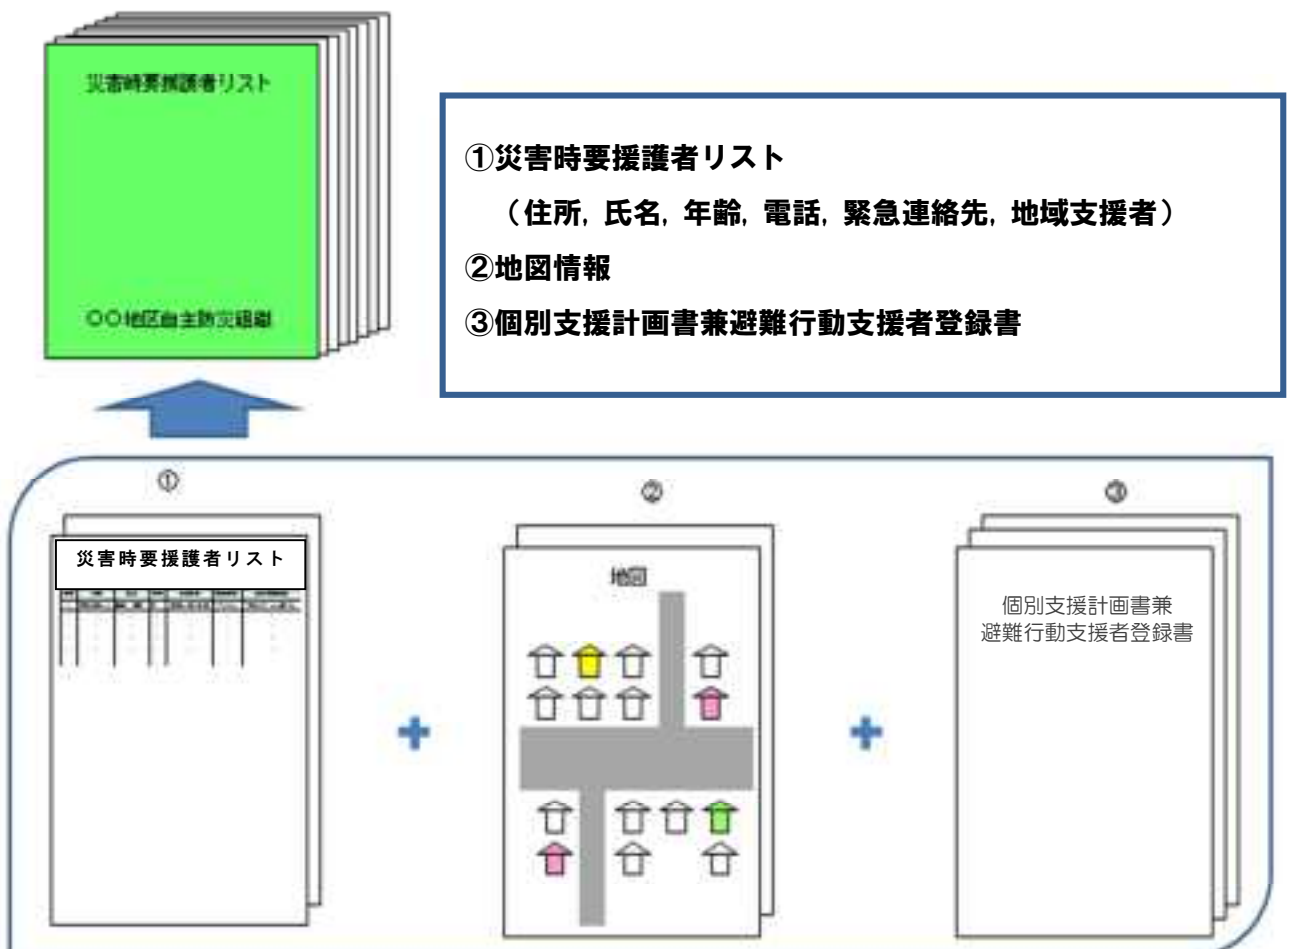 災害時要援護者リスト
〇〇地区自主防災組織
①災害時要援護者リスト
（住所, 氏名, 年齢, 電話, 緊急連絡先, 地域支援者）
②地図情報
③個別支援計画書兼避難行動支援者登録書
①
災害時要援護者リスト
②
地図
③
個別支援計画書兼
避難行動支援者登録書